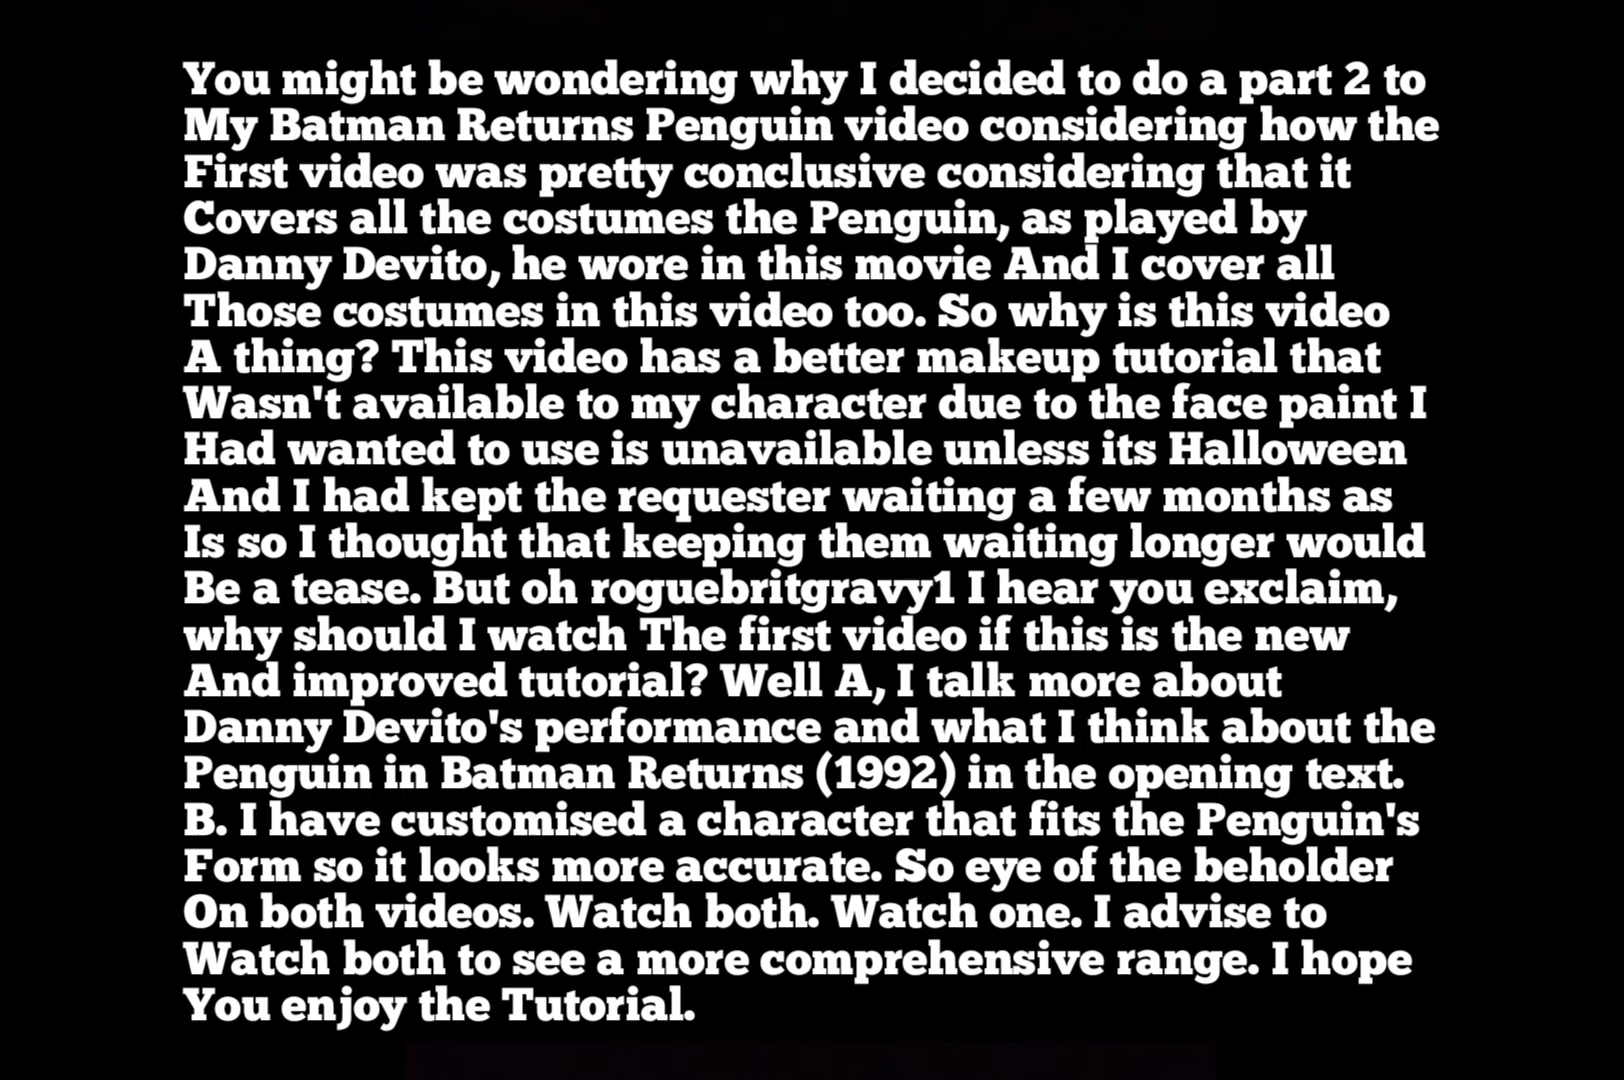 You might be wondering why I decided to do a part 2 to
My Batman Returns Penguin video considering how the
First video was pretty conclusive considering that it
Covers all the costumes the Penguin, as played by
Danny Devito, he wore in this movie And I cover all
Those costumes in this video too. So why is this video
A thing? This video has a better makeup tutorial that
Wasn't available to my character due to the face paint I
Had wanted to use is unavailable unless its Halloween
And I had kept the requester waiting a few months as
Is so I thought that keeping them waiting longer would
Be a tease. But oh roguebritgravy1 I hear you exclaim,
why should I watch The first video if this is the new
And improved tutorial? Well A, I talk more about
Danny Devito's performance and what I think about the
Penguin in Batman Returns (1992) in the opening text.
B. I have customised a character that fits the Penguin's
Form so it looks more accurate. So eye of the beholder
On both videos. Watch both. Watch one. I advise to
Watch both to see a more comprehensive range. I hope
You enjoy the Tutorial.